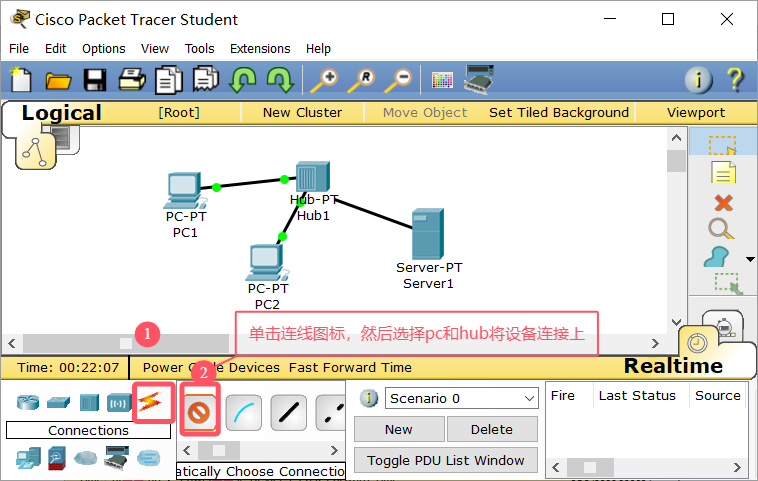 Cisco Packet Tracer Student
File Edit Options View Tools Extensions Help
Logical [Root] New Cluster Move Object Set Tiled Background Viewport
Hub-PT
Hub1
PC-PT
PC1
Server-PT
Server1
PC-PT
PC2
1
单击连线图标，然后选择pc和hub将设备连接上
2
Time: 00:22:07 Power Cycle Devices Fast Forward Time Realtime
Connections
atically Choose Connectio
Scenario 0
New Delete
Toggle PDU List Window
Fire Last Status Source